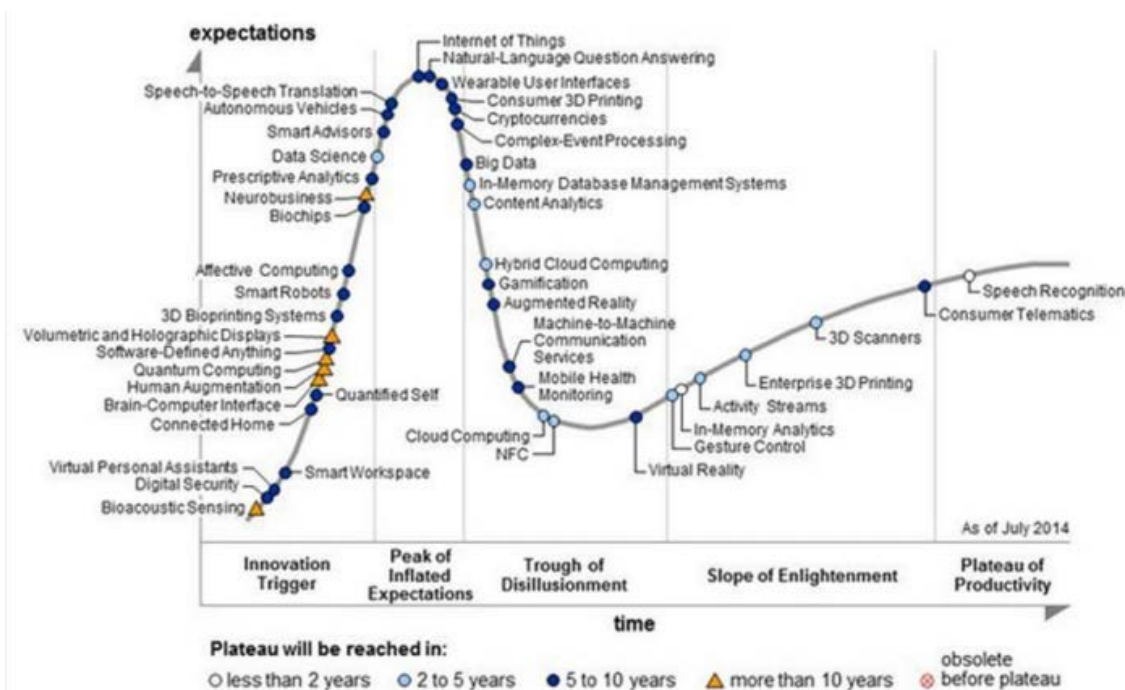 expectations
Internet of Things
Natural-Language Question Answering
Wearable User Interfaces
Consumer 3D Printing
Cryptocurrencies
Complex-Event Processing
Speech-to-Speech Translation
Autonomous Vehicles
Smart Advisors
Data Science
Prescriptive Analytics
Neurobusiness
Biochips
Big Data
In-Memory Database Management Systems
Content Analytics
Hybrid Cloud Computing
Gamification
Augmented Reality
Machine-to-Machine
Communication
Services
Mobile Health
Monitoring
Affective Computing
Smart Robots
3D Bioprinting Systems
Volumetric and Holographic Displays
Software-Defined Anything
Quantum Computing
Human Augmentation
Brain-Computer Interface
Connected Home
Quantified Self
Virtual Personal Assistants
Digital Security
Bioacoustic Sensing
Smart Workspace
Cloud Computing
NFC
Virtual Reality
Gesture Control
In-Memory Analytics
Activity Streams
Enterprise 3D Printing
3D Scanners
Consumer Telematics
Speech Recognition
As of July 2014
Innovation
Trigger
Peak of
Inflated
Expectations
Trough of
Disillusionment
Slope of Enlightenment
Plateau of
Productivity
time
Plateau will be reached in:
less than 2 years
2 to 5 years
5 to 10 years
more than 10 years
obsolete
before plateau